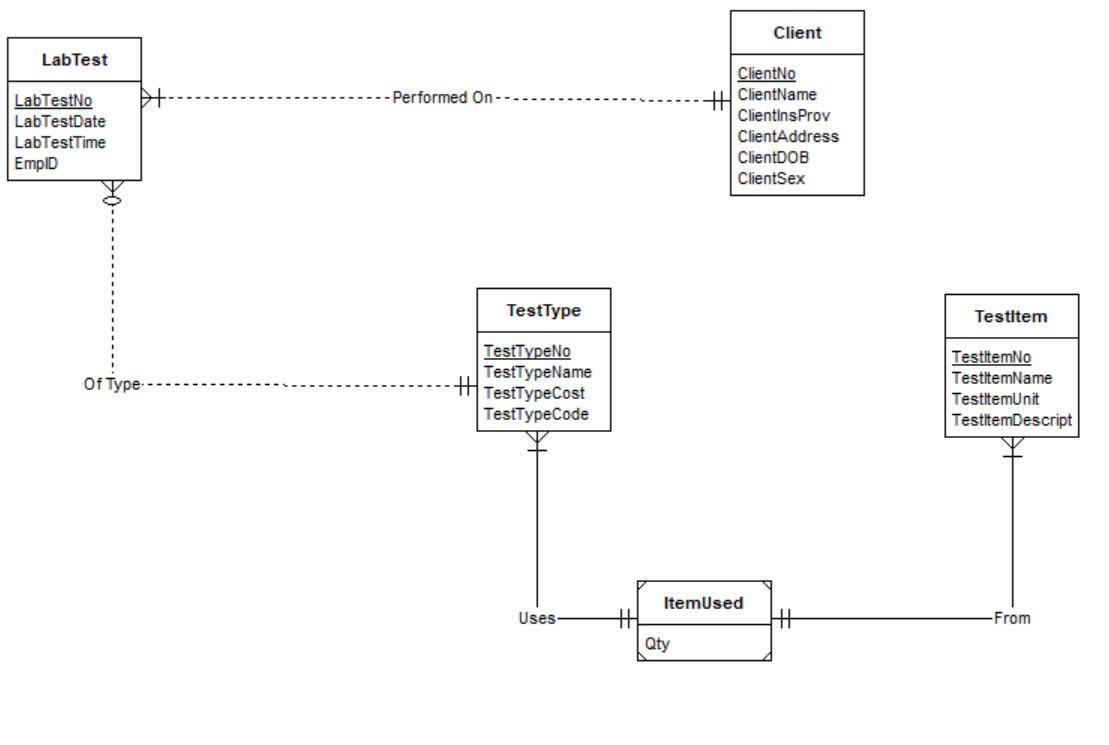 LabTest
LabTestNo
LabTestDate
LabTestTime
EmpID
Performed On
Client
ClientNo
ClientName
ClientInsProv
ClientAddress
ClientDOB
ClientSex
Of Type
TestType
TestTypeNo
TestTypeName
TestTypeCost
TestTypeCode
TestItem
TestItemNo
TestItemName
TestItemUnit
TestItemDescript
Uses
ItemUsed
Qty
From